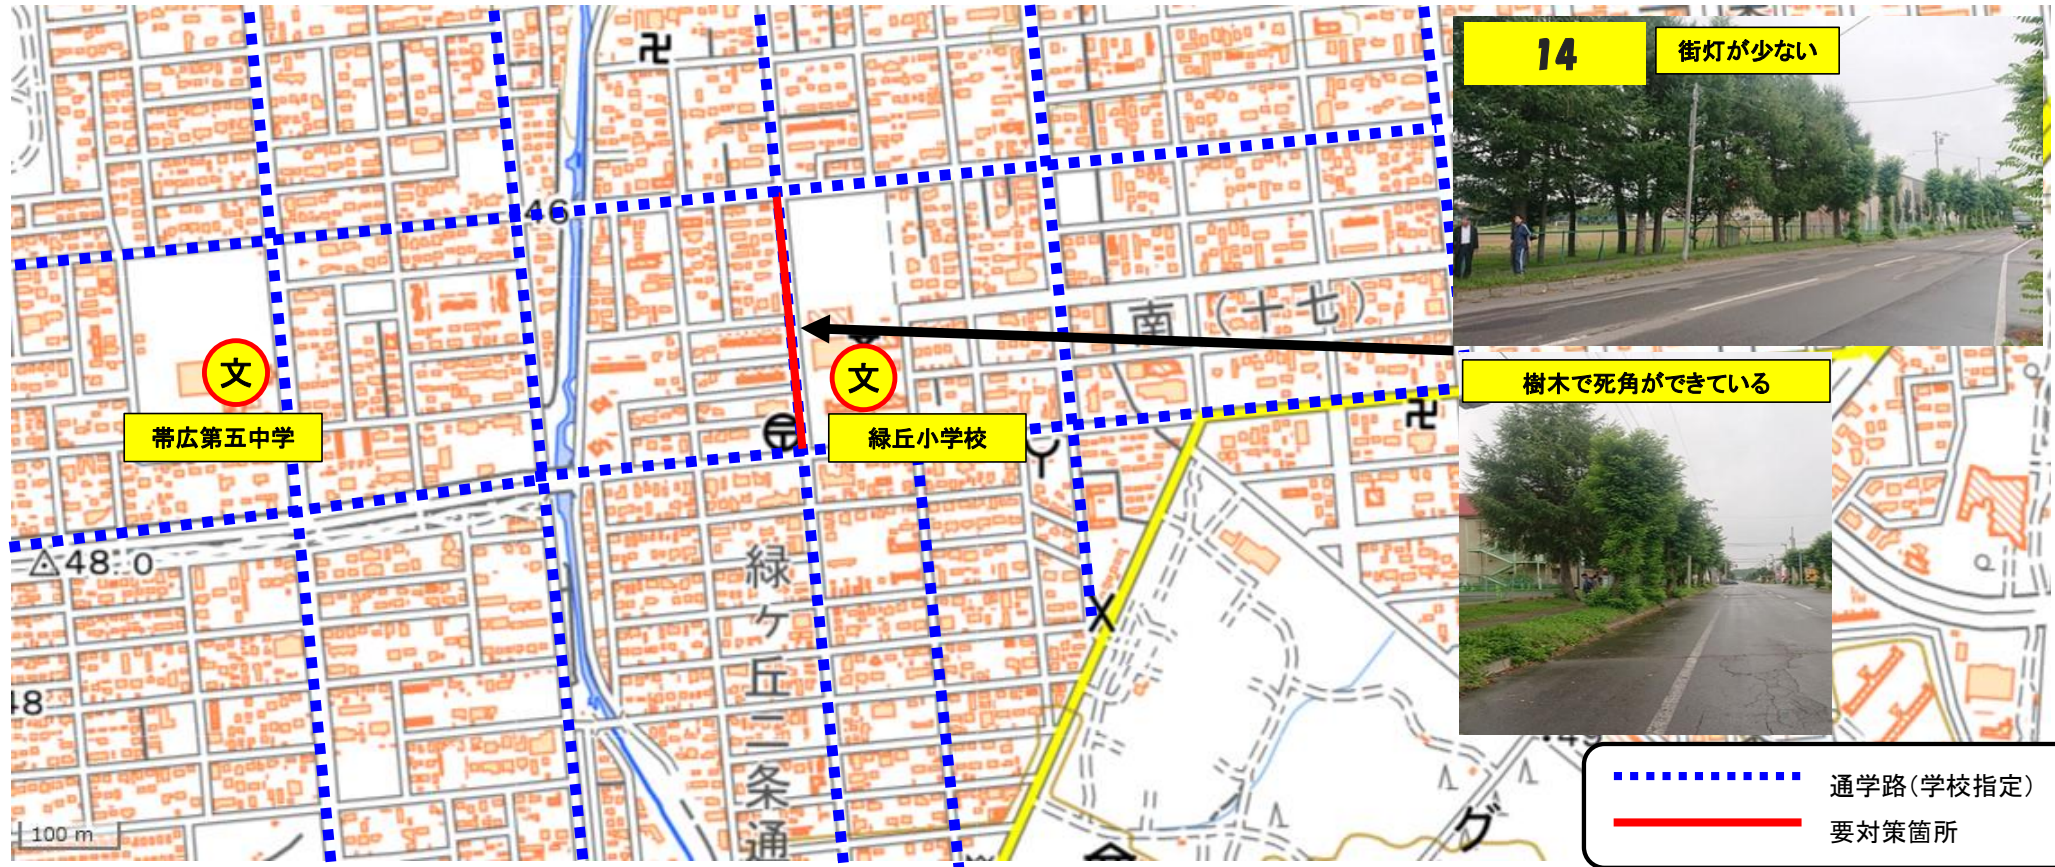 14
街灯が少ない
46
南(十七)
文
文
帯広第五中学
緑丘小学校
樹木で死角ができている
48.0
48
緑ヶ丘二条通
グ
100 m
通学路(学校指定)
要対策箇所